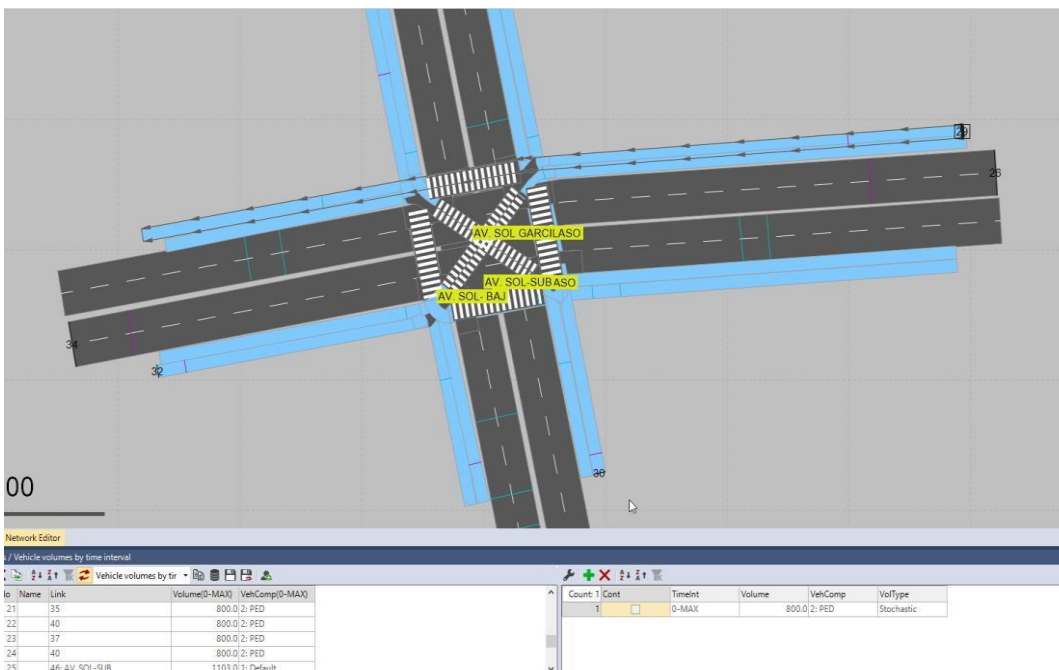 29
26
AV. SOL GARCILASO
AV. SOL-SUB ASO
AV. SOL- BAJ
34
32
30
00
Network Editor
/ Vehicle volumes by time interval
Vehicle volumes by tir
No Name Link Volume(0-MAX) VehComp(0-MAX)
21 35 800.0 2: PED
22 40 800.0 2: PED
23 37 800.0 2: PED
24 40 800.0 2: PED
25 46: AV. SOL-SUB 1103.0 1: Default
Count: 1 Cont TimeInt Volume VehComp VolType
1 0-MAX 800.0 2: PED Stochastic